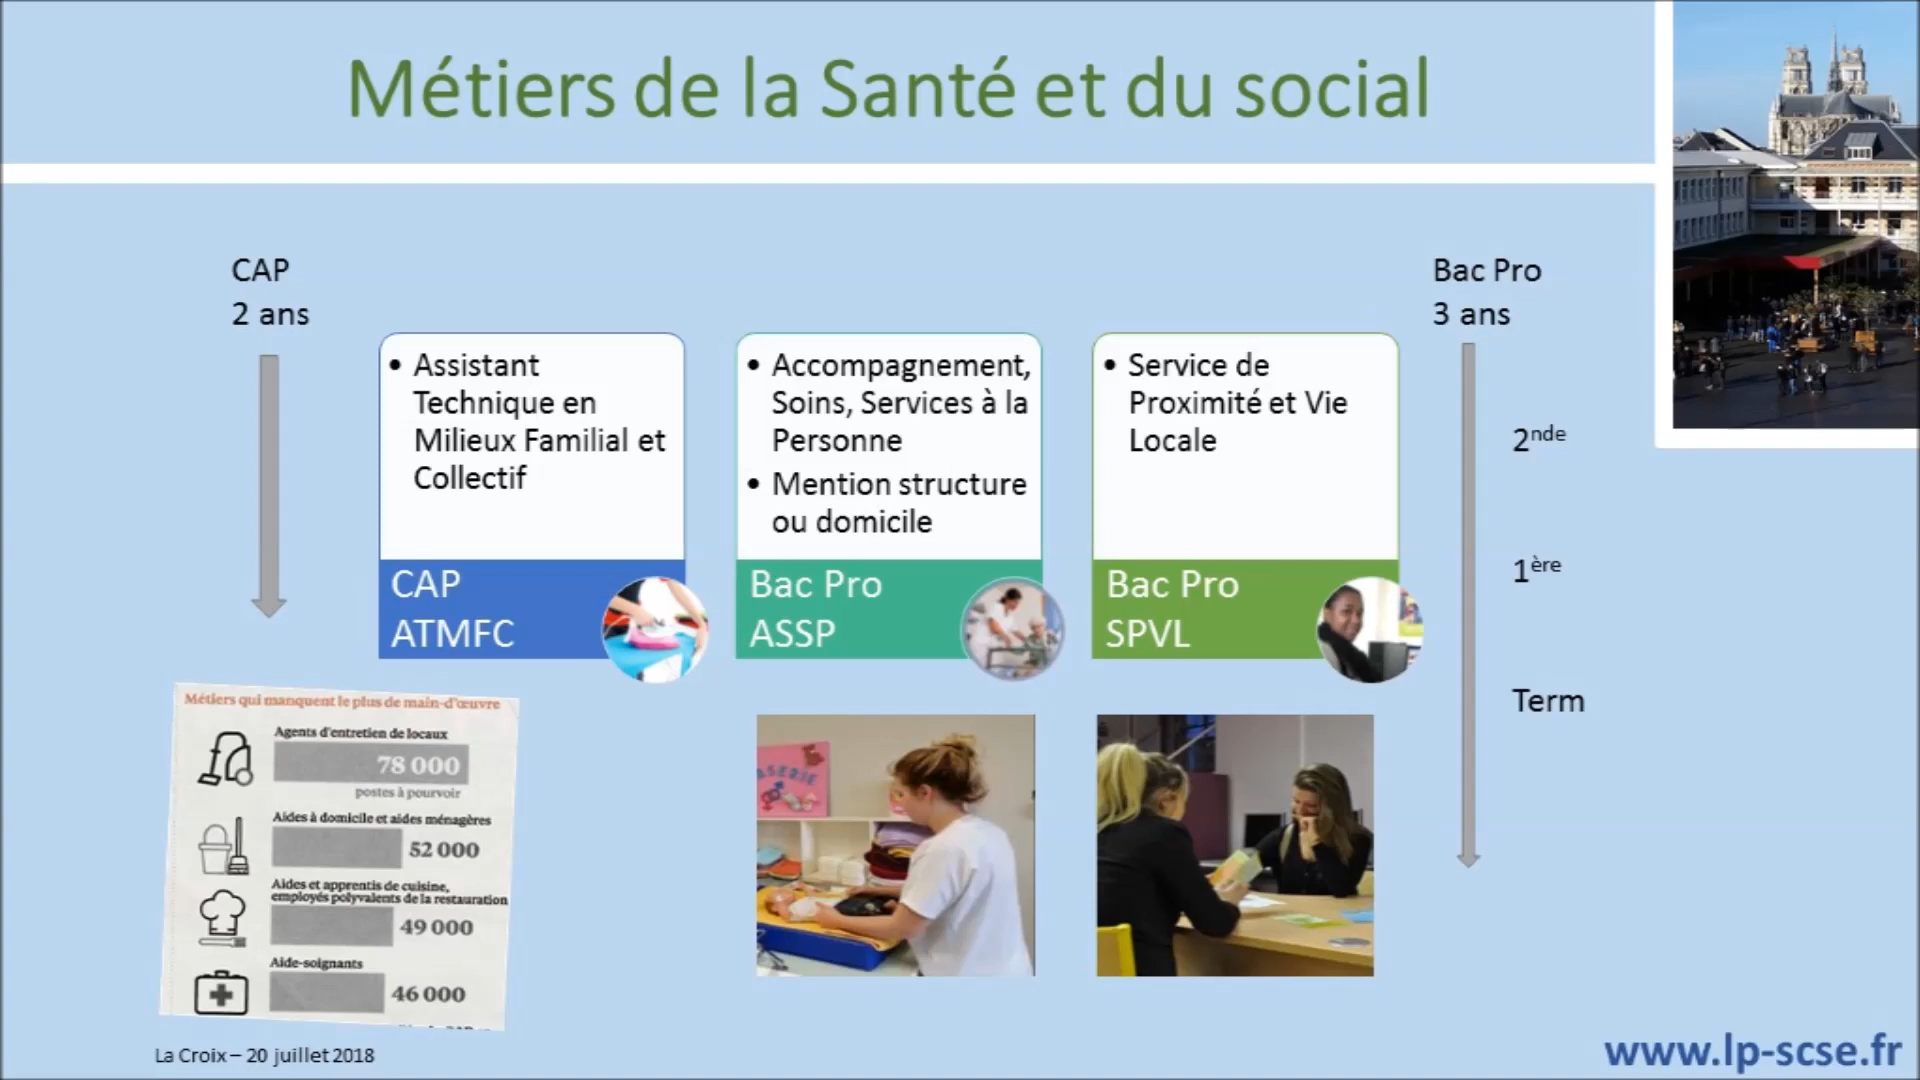 Métiers de la Santé et du social
CAP
2 ans
Bac Pro
3 ans
• Assistant
Technique en
Milieux Familial et
Collectif
CAP
ATMFC
• Accompagnement,
Soins, Services à la
Personne
• Mention structure
ou domicile
Bac Pro
ASSP
• Service de
Proximité et Vie
Locale
Bac Pro
SPVL
2nde
1ère
Term
Métiers qui manquent le plus de main-d'œuvre
Agents d'entretien de locaux
78 000
postes à pourvoir
Aides à domicile et aides ménagères
52 000
Aides et apprentis de cuisine,
employés polyvalents de la restauration
49 000
Aide-soignants
46 000
La Croix – 20 juillet 2018
www.lp-scse.fr